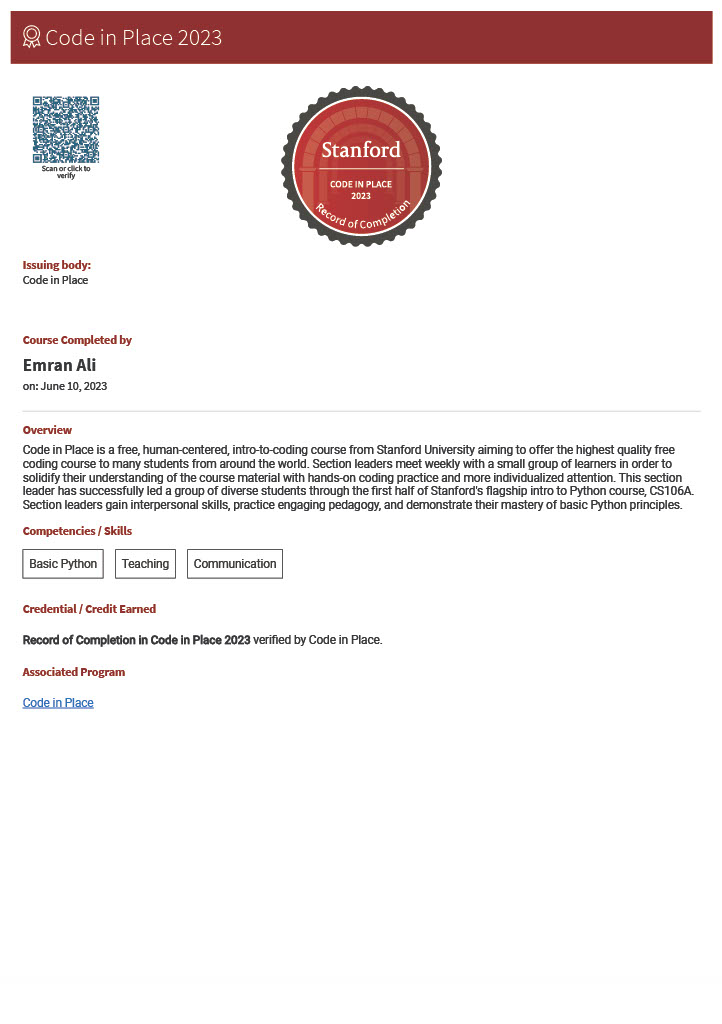 Code in Place 2023
Scan or click to
verify
Stanford
CODE IN PLACE
2023
Record of Completion
Issuing body:
Code in Place
Course Completed by
Emran Ali
on: June 10, 2023
Overview
Code in Place is a free, human-centered, intro-to-coding course from Stanford University aiming to offer the highest quality free
coding course to many students from around the world. Section leaders meet weekly with a small group of learners in order to
solidify their understanding of the course material with hands-on coding practice and more individualized attention. This section
leader has successfully led a group of diverse students through the first half of Stanford's flagship intro to Python course, CS106A.
Section leaders gain interpersonal skills, practice engaging pedagogy, and demonstrate their mastery of basic Python principles.
Competencies / Skills
Basic Python
Teaching
Communication
Credential / Credit Earned
Record of Completion in Code in Place 2023 verified by Code in Place.
Associated Program
Code in Place